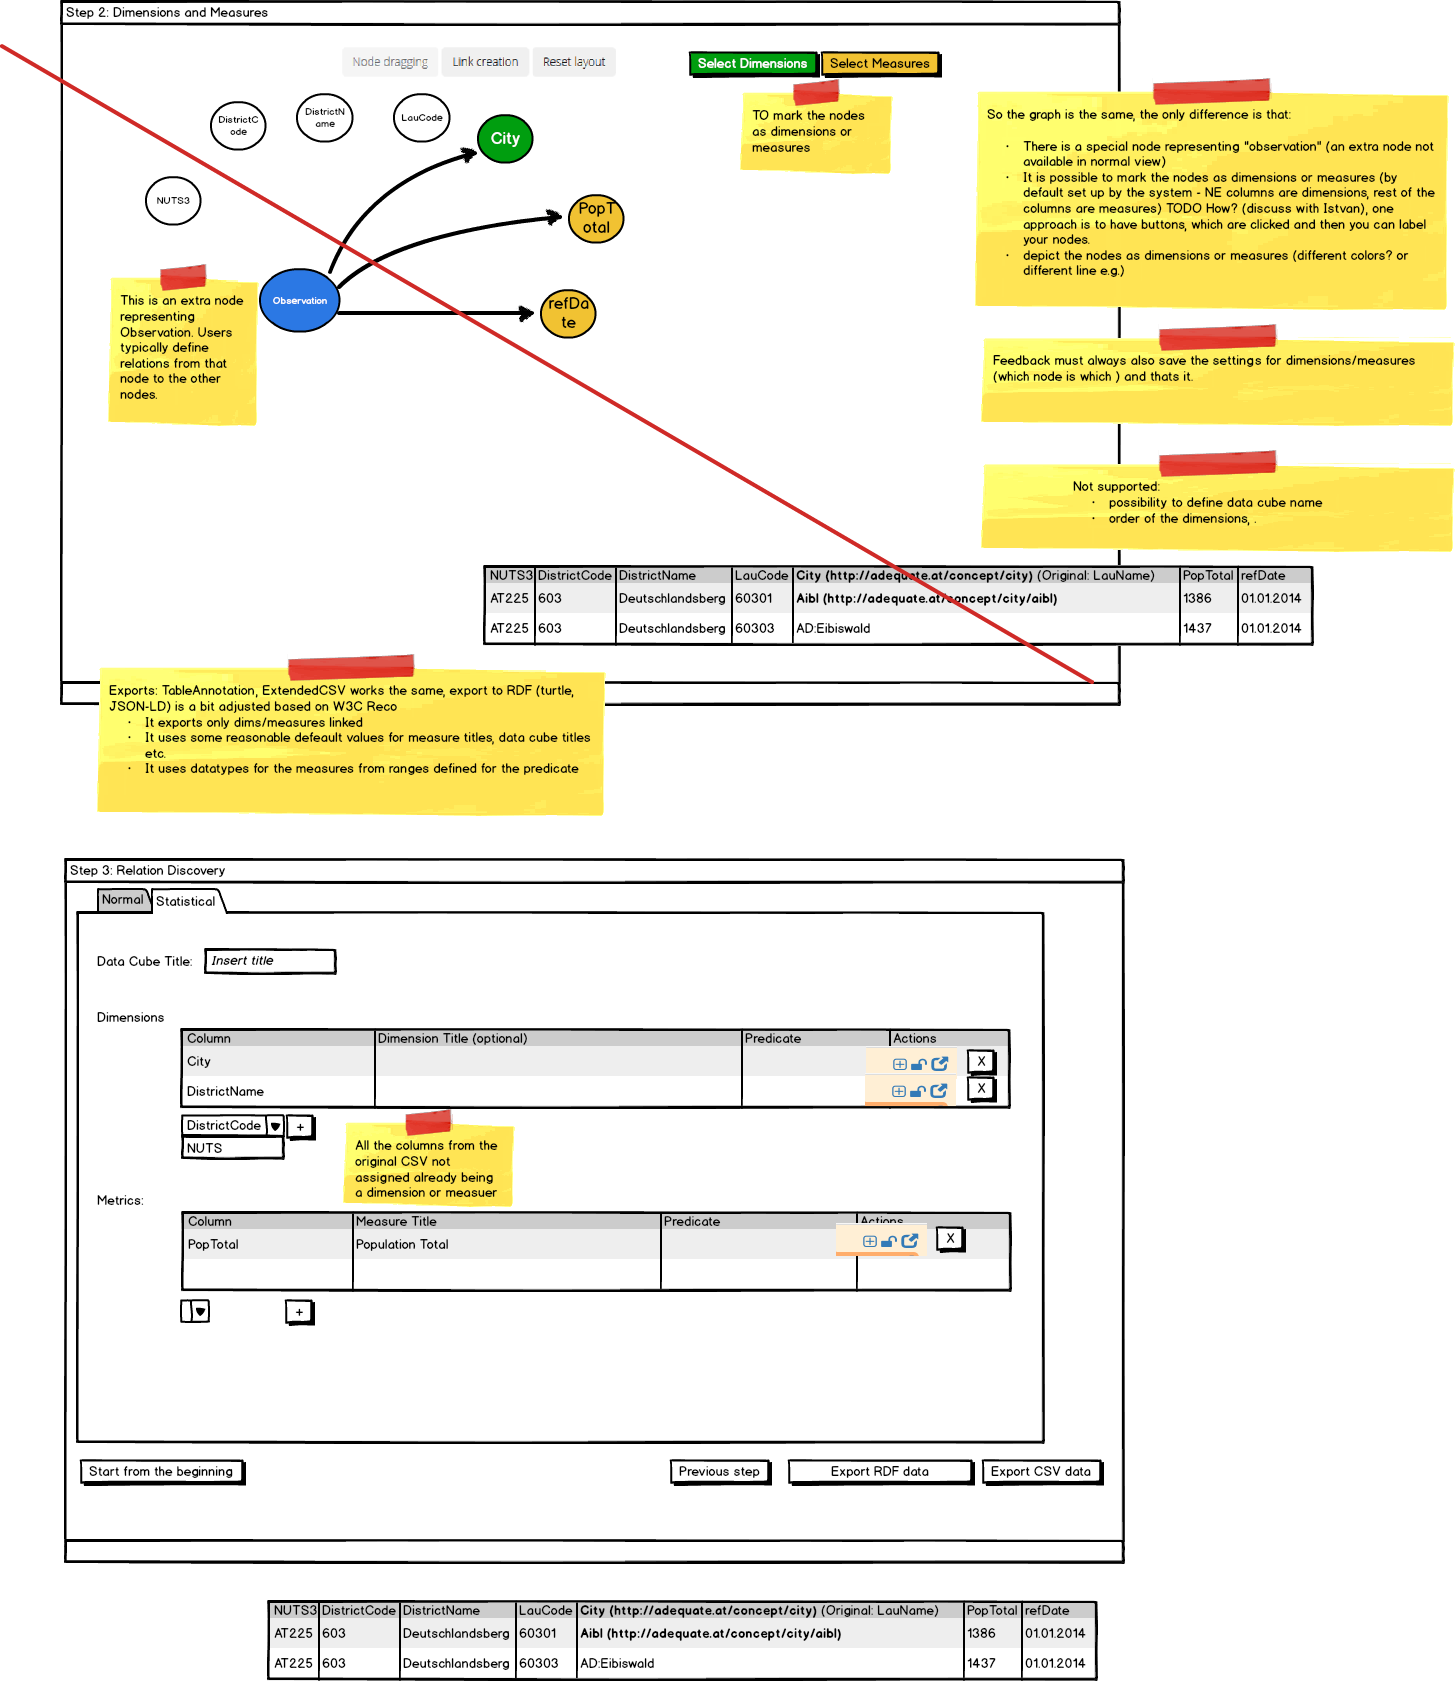 Step 2: Dimensions and Measures
Node dragging
Link creation
Reset layout
Select Dimensions
Select Measures
DistrictC
ode
DistrictN
ame
LauCode
City
NUTS3
PopT
otal
Observation
refDa
te
TO mark the nodes
as dimensions or
measures
So the graph is the same, the only difference is that:
· There is a special node representing "observation" (an extra node not
available in normal view)
· It is possible to mark the nodes as dimensions or measures (by
default set up by the system - NE columns are dimensions, rest of the
columns are measures) TODO How? (discuss with Istvan), one
approach is to have buttons, which are clicked and then you can label
your nodes.
· depict the nodes as dimensions or measures (different colors? or
different line e.g.)
This is an extra node
representing
Observation. Users
typically define
relations from that
node to the other
nodes.
Feedback must always also save the settings for dimensions/measures
(which node is which ) and thats it.
Not supported:
· possibility to define data cube name
· order of the dimensions, .
NUTS3 DistrictCode DistrictName LauCode City (http://adequate.at/concept/city) (Original: LauName) PopTotal refDate
AT225 603 Deutschlandsberg 60301 Aibl (http://adequate.at/concept/city/aibl) 1386 01.01.2014
AT225 603 Deutschlandsberg 60303 AD:Eibiswald 1437 01.01.2014
Exports: TableAnnotation, ExtendedCSV works the same, export to RDF (turtle,
JSON-LD) is a bit adjusted based on W3C Reco
· It exports only dims/measures linked
· It uses some reasonable defeault values for measure titles, data cube titles
etc.
· It uses datatypes for the measures from ranges defined for the predicate
Step 3: Relation Discovery
Normal
Statistical
Data Cube Title: Insert title
Dimensions
Column Dimension Title (optional) Predicate Actions
City X
DistrictName X
DistrictCode +
NUTS
All the columns from the
original CSV not
assigned already being
a dimension or measuer
Metrics:
Column Measure Title Predicate Actions
PopTotal Population Total X
+
Start from the beginning
Previous step
Export RDF data
Export CSV data
NUTS3 DistrictCode DistrictName LauCode City (http://adequate.at/concept/city) (Original: LauName) PopTotal refDate
AT225 603 Deutschlandsberg 60301 Aibl (http://adequate.at/concept/city/aibl) 1386 01.01.2014
AT225 603 Deutschlandsberg 60303 AD:Eibiswald 1437 01.01.2014